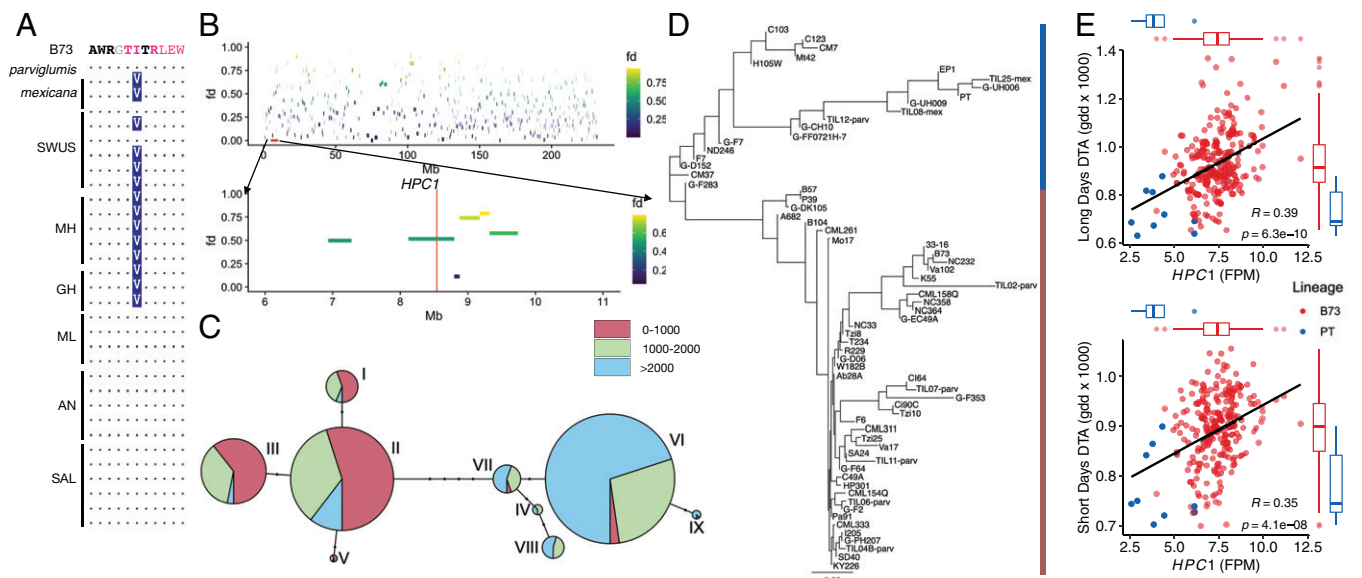 A
B73 AWRGTITRLEW
parviglumis
V
mexicana
V
SWUS
V
V
V
V
MH
V
V
V
V
GH
V
ML
AN
SAL
B
fd
1.00
0.75
0.50
0.25
0.00
0 50 100 150 200
Mb
fd
0.75
0.50
0.25
HPC1
fd
1.00
0.75
0.50
0.25
0.00
6 7 8 9 10 11
Mb
fd
0.6
0.4
0.2
C
0-1000
1000-2000
>2000
I
II
III
IV
V
VI
VII
VIII
IX
D
C103
C123
CM7
Mt42
H105W
EP1
TIL25-mex
G-UH006
PT
G-UH009
TIL08-mex
TIL12-parv
G-CH10
G-FF0721H-7
G-F7
ND246
F7
G-D152
CM37
G-F283
B57
P39
G-DK105
A682
B104
CML261
Mo17
33-16
B73
NC232
Va102
K55
TIL02-parv
CML158Q
NC358
NC364
G-EC49A
NC33
Tzi8
T234
R229
G-D06
W182B
Ab28A
CI64
TIL07-parv
G-F353
Ci90C
Tzi10
F6
CML311
Tzi25
Va17
SA24
TIL11-parv
G-F64
C49A
HP301
CML154Q
TIL06-parv
G-F2
Pa91
CML333
I205
G-PH207
TIL04B-parv
SD40
KY226
E
Long Days DTA (gdd x 1000)
1.4
1.2
1.0
0.8
0.6
R = 0.39
p = 6.3e−10
2.5 5.0 7.5 10.0 12.5
HPC1 (FPM)
Lineage
B73
PT
Short Days DTA (gdd x 1000)
1.0
0.9
0.8
0.7
R = 0.35
p = 4.1e−08
2.5 5.0 7.5 10.0 12.5
HPC1 (FPM)